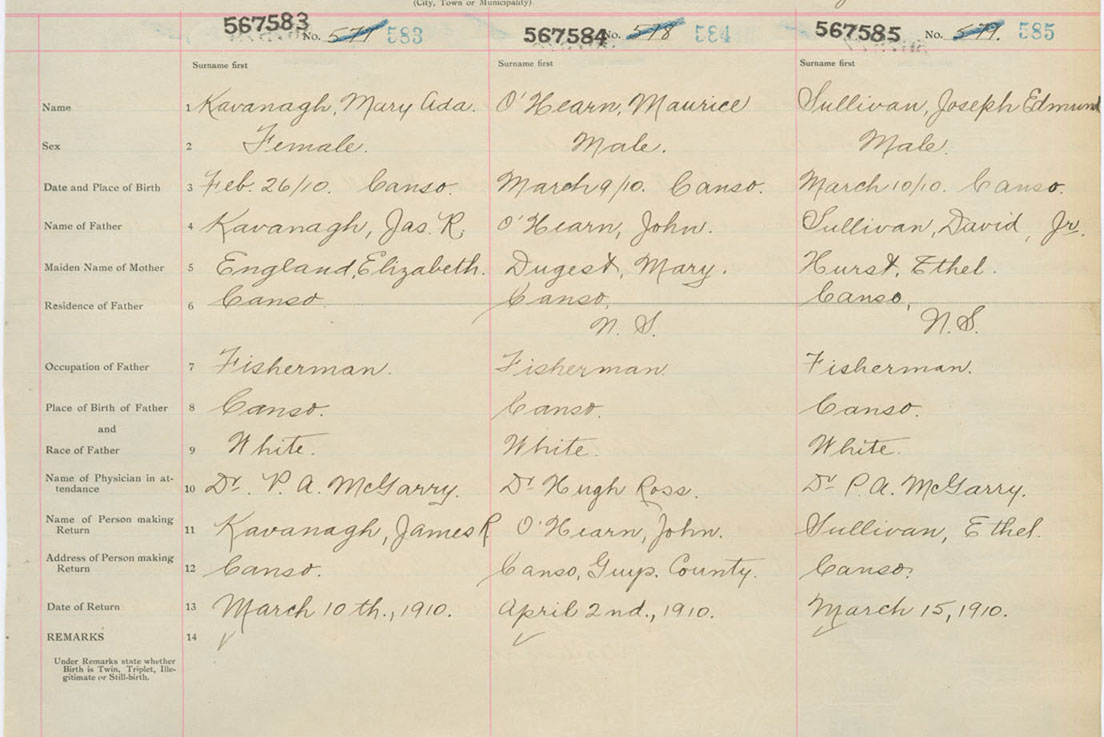 (City, Town or Municipality)
567583 No. 571 583 567584 No. 578 584 567585 No. 579. 585
Surname first Surname first Surname first
Name 1 Kavanagh, Mary Ada. O'Hearn, Maurice Sullivan, Joseph Edmund
Sex 2 Female. Male. Male.
Date and Place of Birth 3 Feb. 26/10. Canso. March 9/10. Canso. March 10/10. Canso.
Name of Father 4 Kavanagh, Jas. R. O'Hearn, John. Sullivan, David, Jr.
Maiden Name of Mother 5 England, Elizabeth. Dugest, Mary. Hurst, Ethel.
Residence of Father 6 Canso. Canso, Canso,
N. S. N. S.
Occupation of Father 7 Fisherman. Fisherman Fisherman.
Place of Birth of Father 8 Canso. Canso. Canso.
and
Race of Father 9 White. White. White.
Name of Physician in at-
tendance 10 Dr. P. A. McGarry. Dr Hugh Ross. Dr P. A. McGarry.
Name of Person making
Return 11 Kavanagh, James R O'Hearn, John. Sullivan, Ethel.
Address of Person making
Return 12 Canso. Canso, Guys. County. Canso.
Date of Return 13 March 10th., 1910. April 2nd., 1910. March 15, 1910.
REMARKS 14
Under Remarks state whether
Birth is Twin, Triplet, Ille-
gitimate or Still-birth.